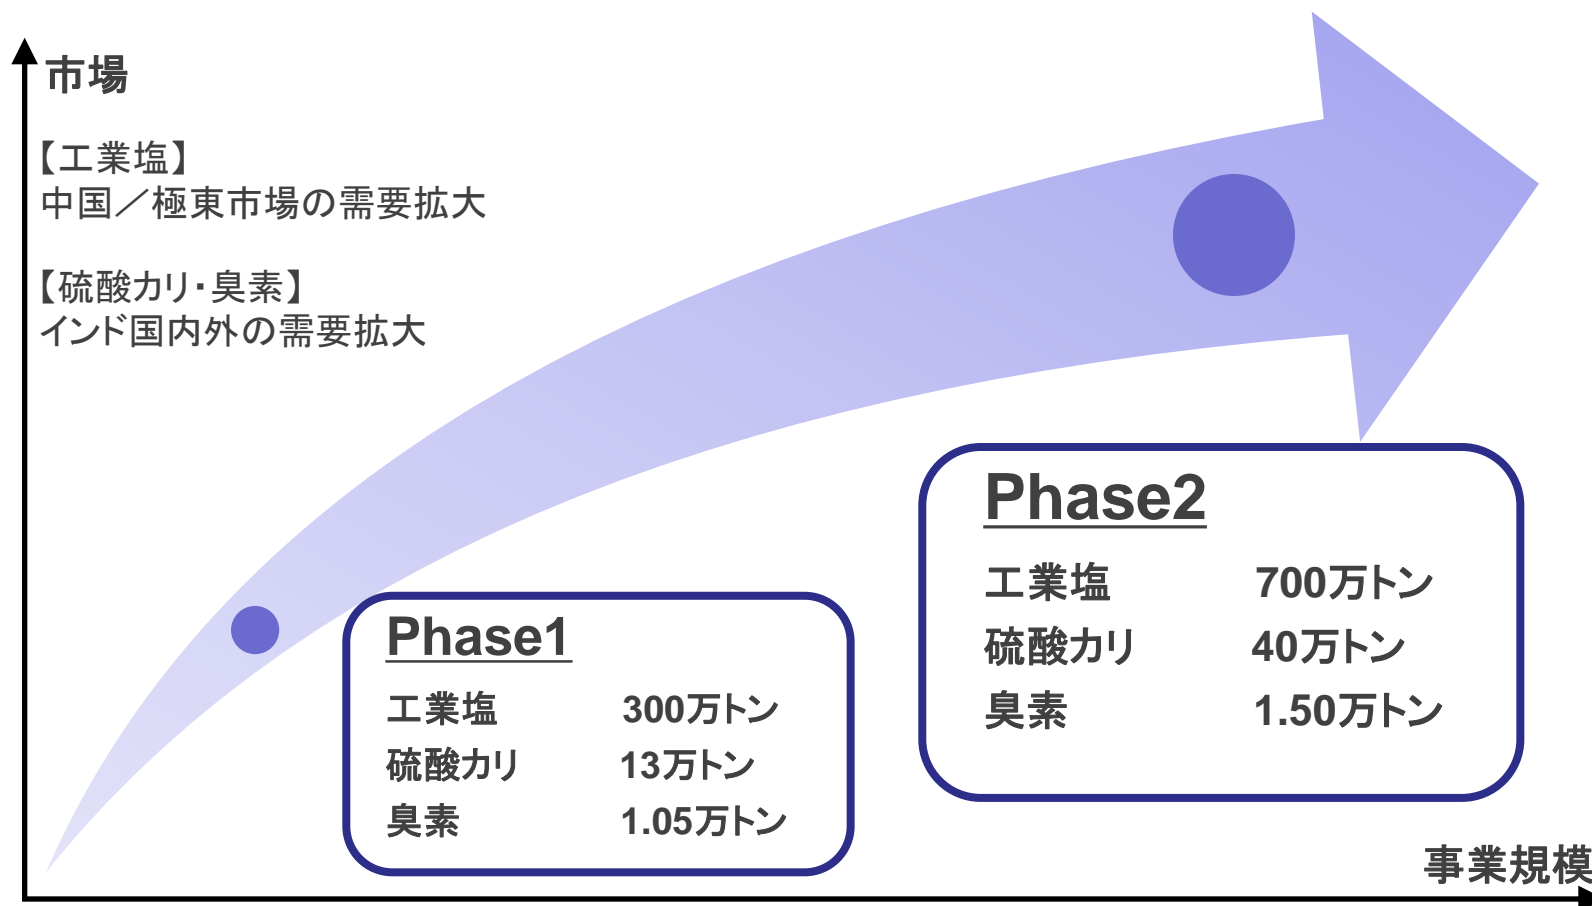 市場
【工業塩】
中国／極東市場の需要拡大
【硫酸カリ・臭素】
インド国内外の需要拡大
Phase1
工業塩 300万トン
硫酸カリ 13万トン
臭素 1.05万トン
Phase2
工業塩 700万トン
硫酸カリ 40万トン
臭素 1.50万トン
事業規模